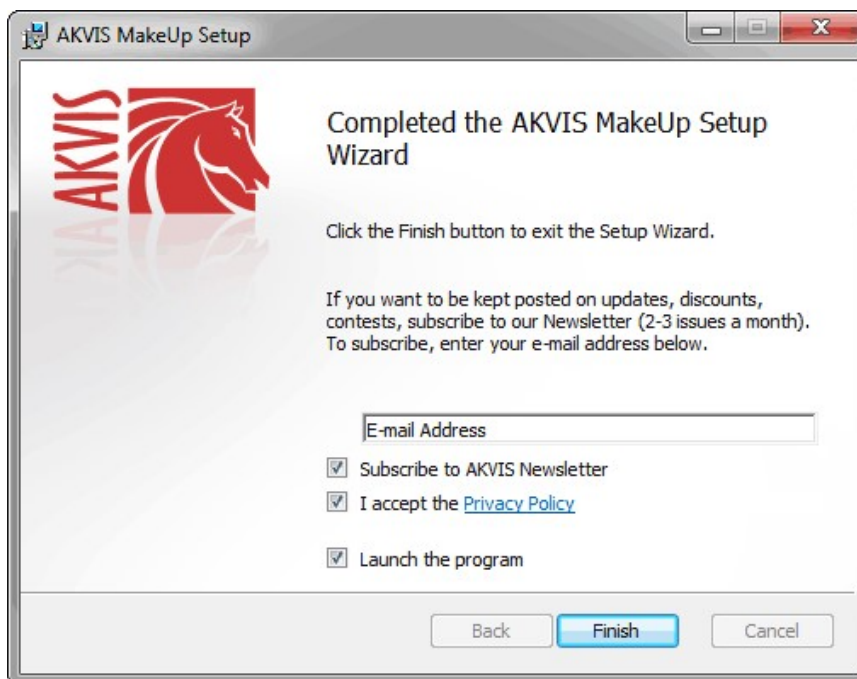 AKVIS MakeUp Setup
AKVIS
Completed the AKVIS MakeUp Setup
Wizard
Click the Finish button to exit the Setup Wizard.
If you want to be kept posted on updates, discounts,
contests, subscribe to our Newsletter (2-3 issues a month).
To subscribe, enter your e-mail address below.
E-mail Address
Subscribe to AKVIS Newsletter
I accept the Privacy Policy
Launch the program
Back Finish Cancel